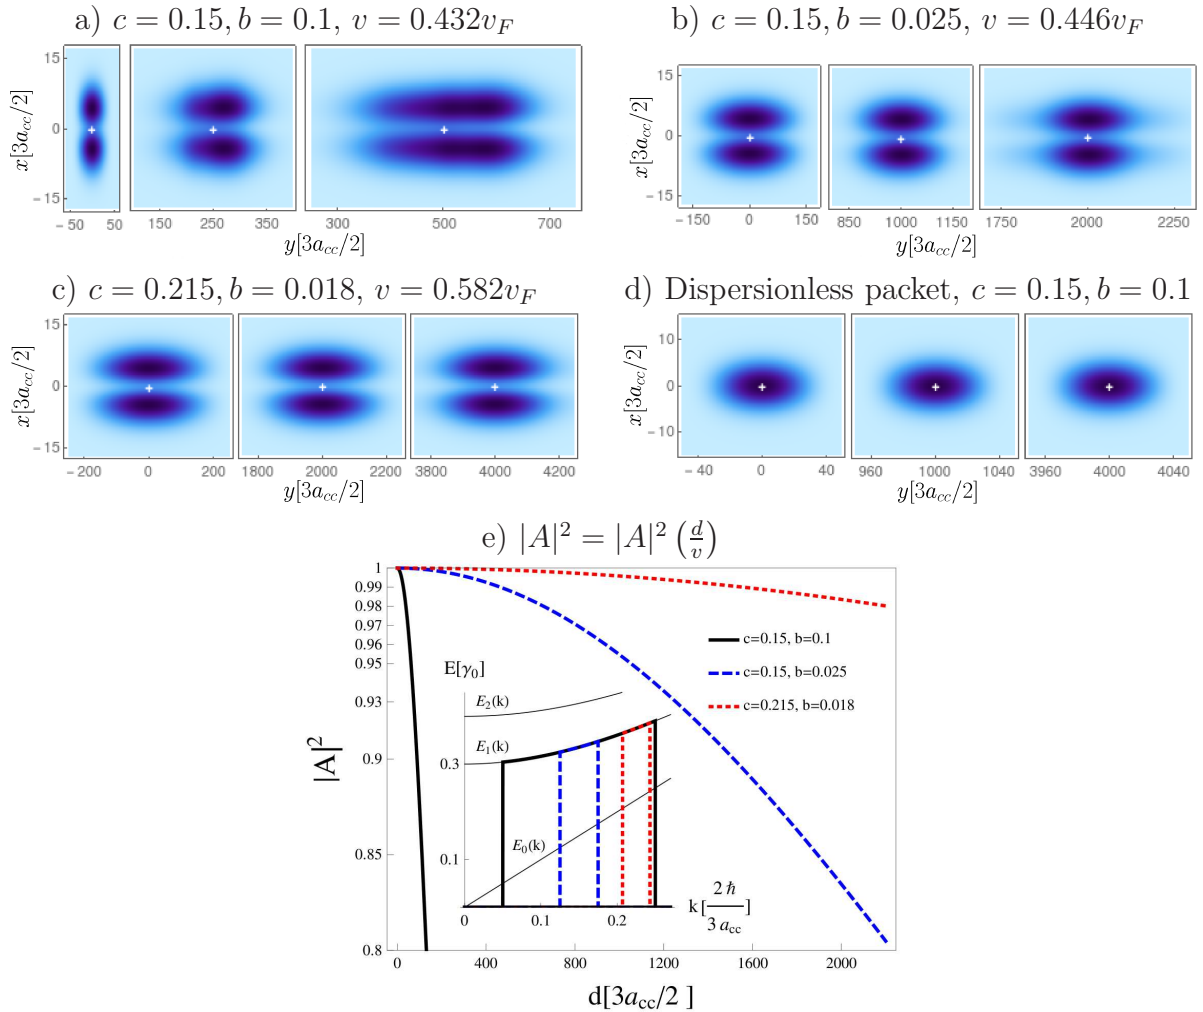 a) c = 0.15, b = 0.1, v = 0.432v_F
b) c = 0.15, b = 0.025, v = 0.446v_F
x[3a_cc/2]
15
0
-15
-50 50
150 250 350
300 500 700
y[3a_cc/2]
x[3a_cc/2]
15
0
-15
-150 0 150
850 1000 1150
1750 2000 2250
y[3a_cc/2]
c) c = 0.215, b = 0.018, v = 0.582v_F
d) Dispersionless packet, c = 0.15, b = 0.1
x[3a_cc/2]
15
0
-15
-200 0 200
1800 2000 2200
3800 4000 4200
y[3a_cc/2]
x[3a_cc/2]
10
0
-10
-40 0 40
960 1000 1040
3960 4000 4040
y[3a_cc/2]
e) |A|² = |A|² (d/v)
|A|²
1
0.99
0.98
0.97
0.96
0.95
0.93
0.9
0.85
0.8
c=0.15, b=0.1
c=0.15, b=0.025
c=0.215, b=0.018
E[γ₀]
E₂(k)
E₁(k)
0.3
E₀(k)
0.1
0 0.1 0.2
k[2ħ/3a_cc]
0 400 800 1200 1600 2000
d[3a_cc/2 ]